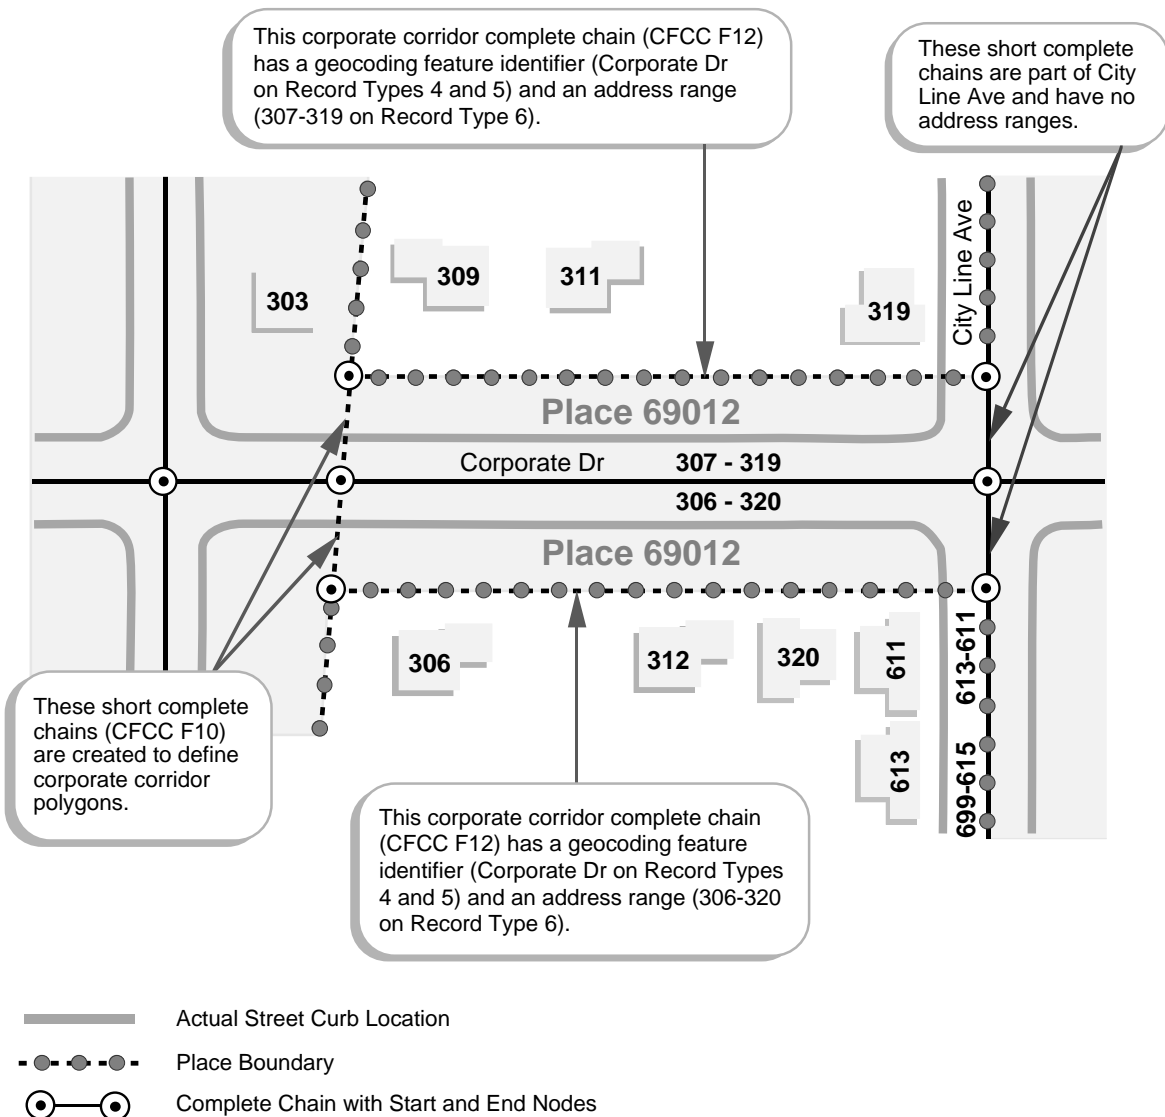 This corporate corridor complete chain (CFCC F12)
has a geocoding feature identifier (Corporate Dr
on Record Types 4 and 5) and an address range
(307-319 on Record Type 6).
These short complete
chains are part of City
Line Ave and have no
address ranges.
City Line Ave
303
309
311
319
Place 69012
Corporate Dr 307 - 319
306 - 320
Place 69012
306
312
320
611
613
613-611
699-615
These short complete
chains (CFCC F10)
are created to define
corporate corridor
polygons.
This corporate corridor complete chain
(CFCC F12) has a geocoding feature
identifier (Corporate Dr on Record Types
4 and 5) and an address range (306-320
on Record Type 6).
Actual Street Curb Location
Place Boundary
Complete Chain with Start and End Nodes